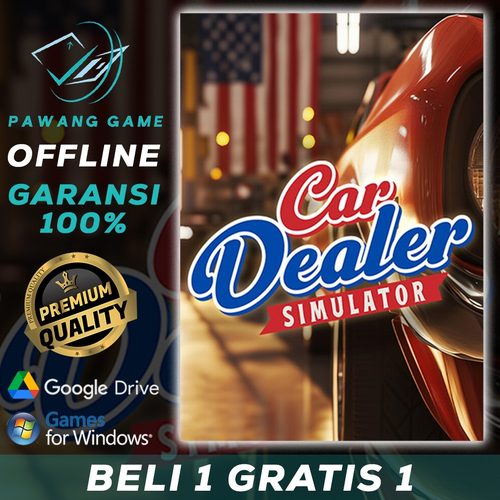 PAWANG GAME
OFFLINE
GARANSI
100%
PREMIUM
QUALITY
Google Drive
Games
for Windows®
Car
Dealer
SIMULATOR
BELI 1 GRATIS 1